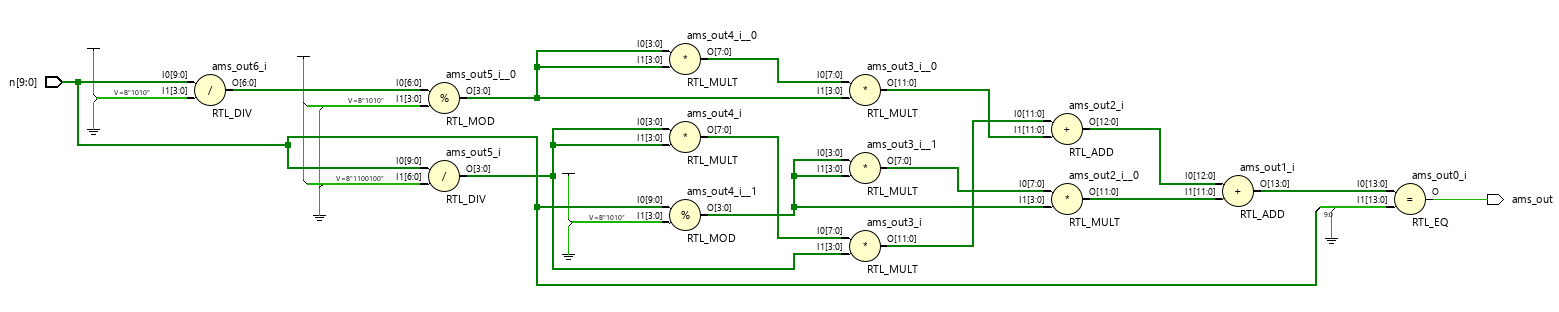 n[9:0]
ams_out6_i
I0[9:0]
I1[3:0]
V=B"1010"
/
O[6:0]
RTL_DIV
ams_out5_i__0
I0[6:0]
I1[3:0]
V=B"1010"
%
O[3:0]
RTL_MOD
ams_out5_i
I0[9:0]
I1[6:0]
V=B"1100100"
/
O[3:0]
RTL_DIV
ams_out4_i__0
I0[3:0]
I1[3:0]
*
O[7:0]
RTL_MULT
ams_out4_i
I0[3:0]
I1[3:0]
*
O[7:0]
RTL_MULT
ams_out4_i__1
I0[9:0]
I1[3:0]
V=B"1010"
%
O[3:0]
RTL_MOD
ams_out3_i__0
I0[7:0]
I1[3:0]
*
O[11:0]
RTL_MULT
ams_out3_i__1
I0[3:0]
I1[3:0]
*
O[7:0]
RTL_MULT
ams_out3_i
I0[7:0]
I1[3:0]
*
O[11:0]
RTL_MULT
ams_out2_i
I0[11:0]
I1[11:0]
+
O[12:0]
RTL_ADD
ams_out2_i__0
I0[7:0]
I1[3:0]
*
O[11:0]
RTL_MULT
ams_out1_i
I0[12:0]
I1[11:0]
+
O[13:0]
RTL_ADD
ams_out0_i
I0[13:0]
I1[13:0]
9:0
=
O
RTL_EQ
ams_out